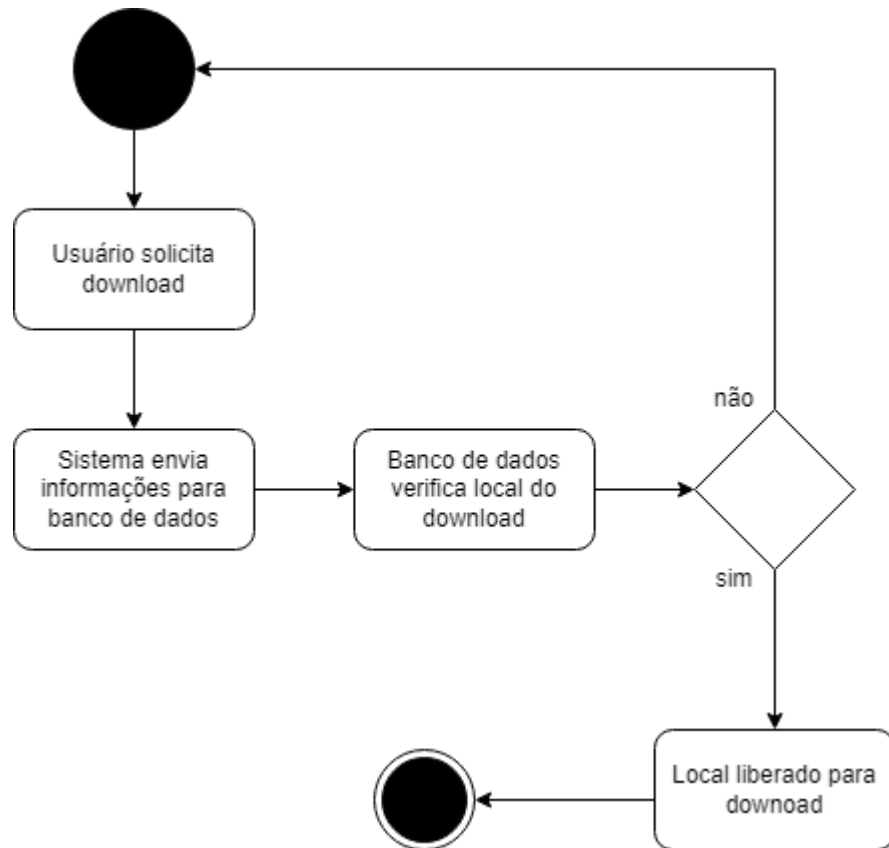 Usuário solicita
download
não
Sistema envia
informações para
banco de dados
Banco de dados
verifica local do
download
sim
Local liberado para
downoad